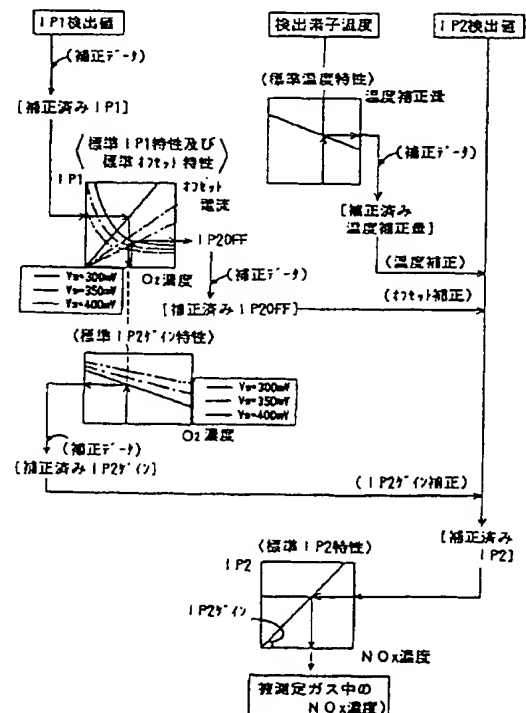 IP1検出値
検出素子温度
IP2検出値
(補正データ)
[補正済みIP1]
(標準温度特性)
温度補正量
(補正データ)
[補正済み
温度補正量]
(温度補正)
〈標準IP1特性及び
標準オフセット特性〉
IP1
オフセット
電流
IP2OFF
O₂濃度
Vs=300mV
Vs=350mV
Vs=400mV
(補正データ)
[補正済みIP2OFF]
(オフセット補正)
(標準IP2ゲイン特性)
Vs=300mV
Vs=350mV
Vs=400mV
O₂濃度
(補正データ)
[補正済みIP2ゲイン]
(IP2ゲイン補正)
[補正済み
IP2]
(標準IP2特性)
IP2
IP2ゲイン
NOx濃度
被測定ガス中の
NOx濃度)